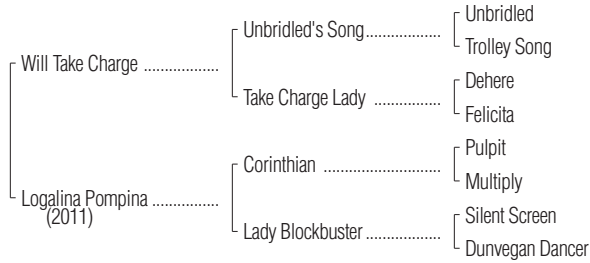 Unbridled
Unbridled's Song..................
Trolley Song
Will Take Charge ..................
Dehere
Take Charge Lady ................
Felicita
Pulpit
Corinthian ............................
Multiply
Logalina Pompina ................
(2011)
Silent Screen
Lady Blockbuster..................
Dunvegan Dancer